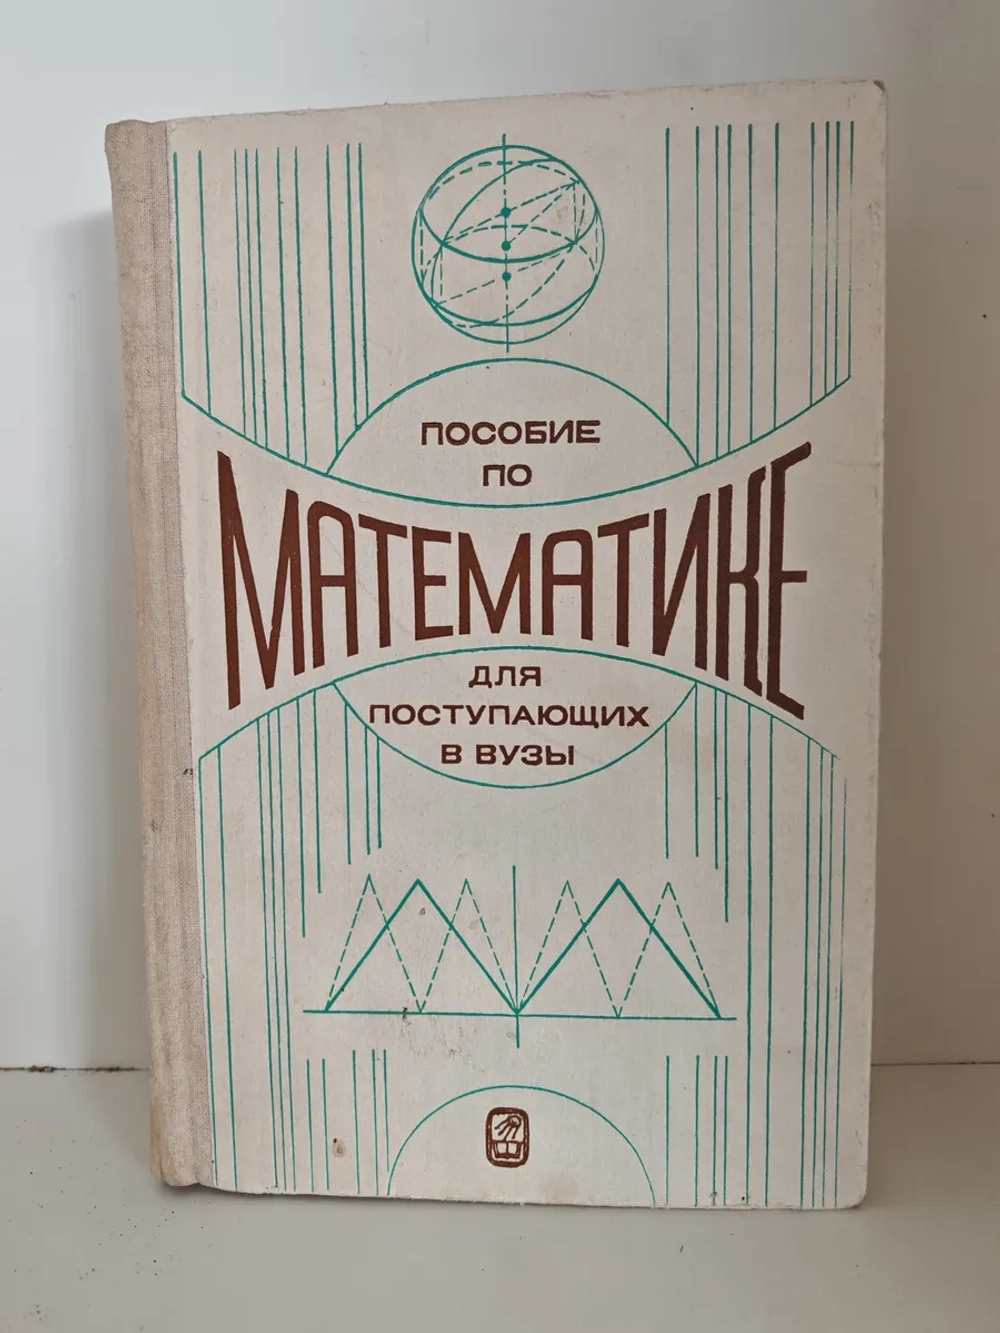 ПОСОБИЕ
ПО
МАТЕМАТИКЕ
ДЛЯ
ПОСТУПАЮЩИХ
В ВУЗЫ